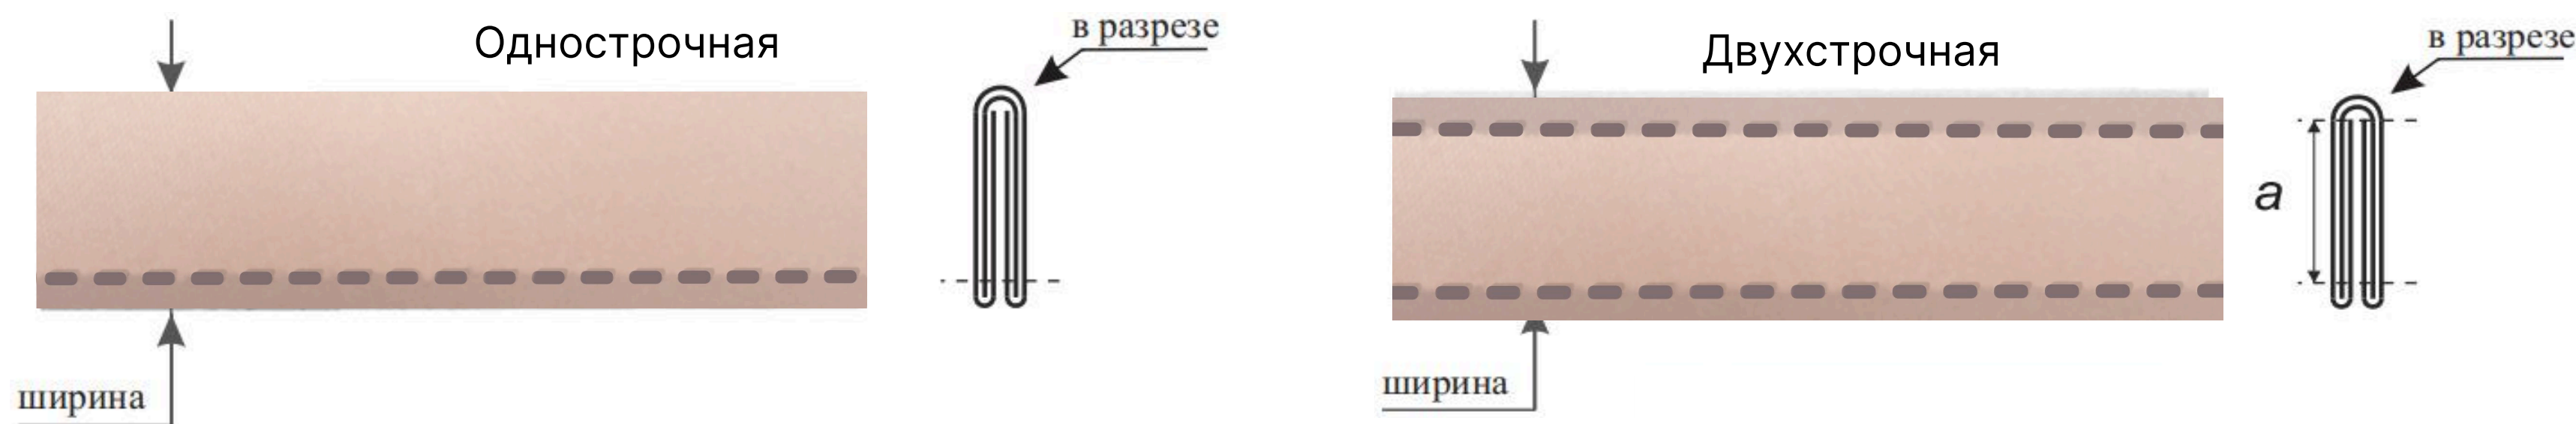 Однострочная
в разрезе
ширина
Двухстрочная
в разрезе
a
ширина